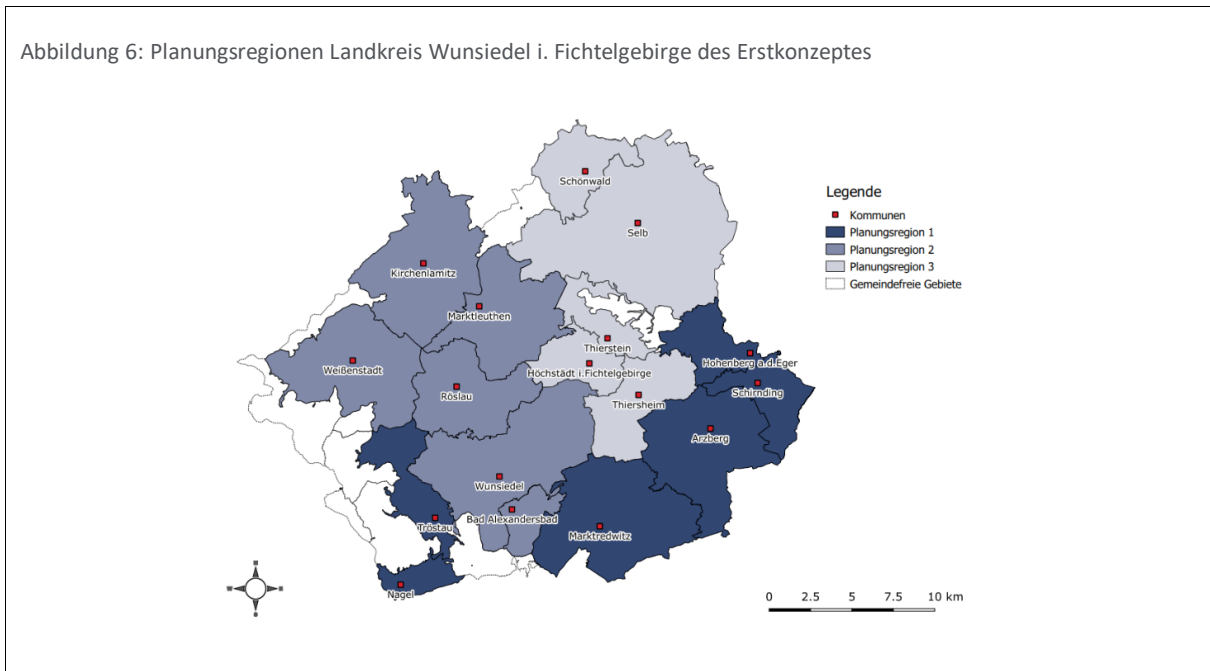 Abbildung 6: Planungsregionen Landkreis Wunsiedel i. Fichtelgebirge des Erstkonzeptes
Schönwald
Selb
Kirchenlamitz
Marktleuthen
Thierstein
Höchstädt i.Fichtelgebirge
Weißenstadt
Röslau
Thiersheim
Hohenberg a.d.Eger
Schirnding
Arzberg
Wunsiedel
Bad Alexandersbad
Tröstau
Marktredwitz
Nagel
Legende
Kommunen
Planungsregion 1
Planungsregion 2
Planungsregion 3
Gemeindefreie Gebiete
0 2.5 5 7.5 10 km